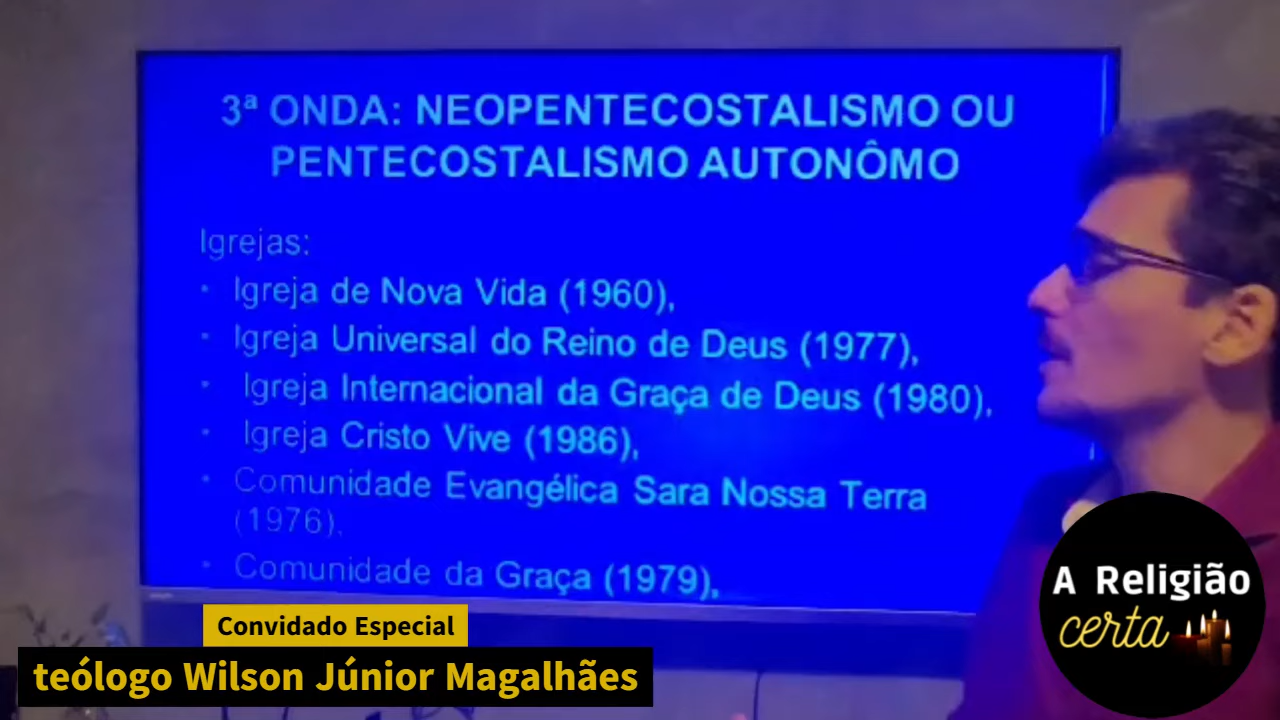 3ª ONDA: NEOPENTECOSTALISMO OU
PENTECOSTALISMO AUTONÔMO
Igrejas:
• Igreja de Nova Vida (1960),
• Igreja Universal do Reino de Deus (1977),
• Igreja Internacional da Graça de Deus (1980),
• Igreja Cristo Vive (1986),
• Comunidade Evangélica Sara Nossa Terra
(1976),
• Comunidade da Graça (1979),
Convidado Especial
teólogo Wilson Júnior Magalhães
A Religião
certa